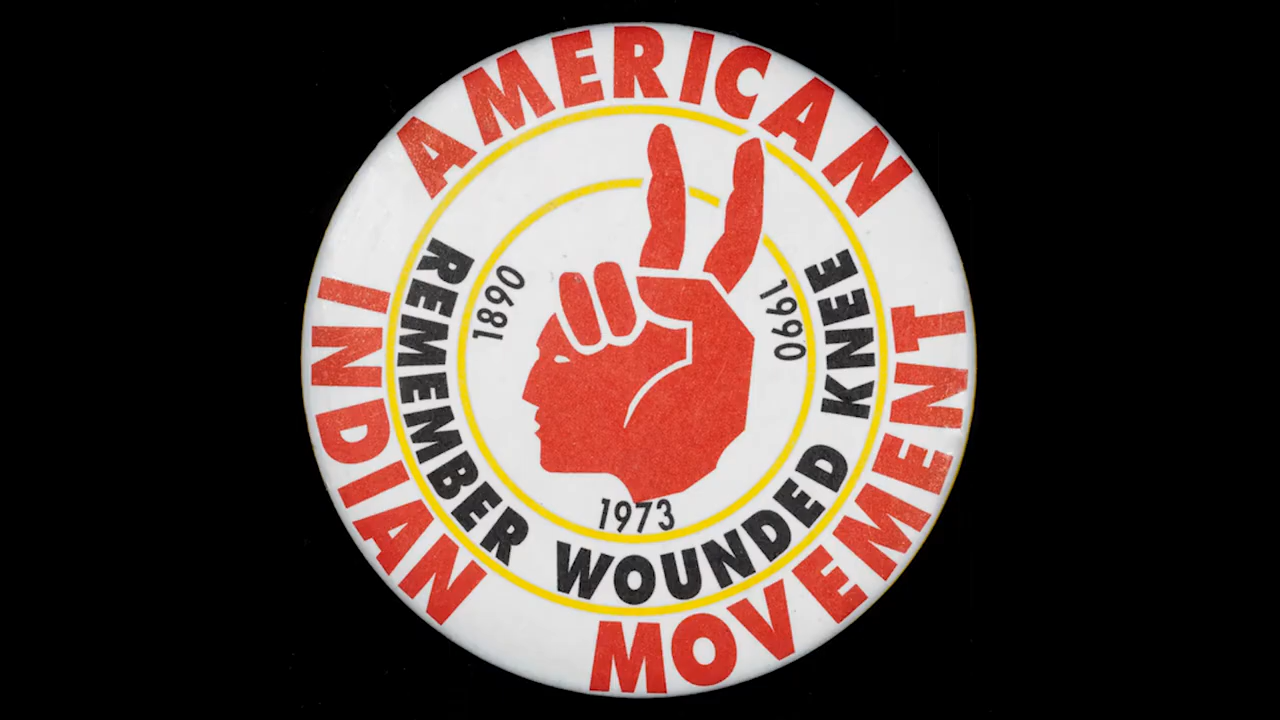 AMERICAN
INDIAN
MOVEMENT
REMEMBER WOUNDED KNEE
1890
1973
1990